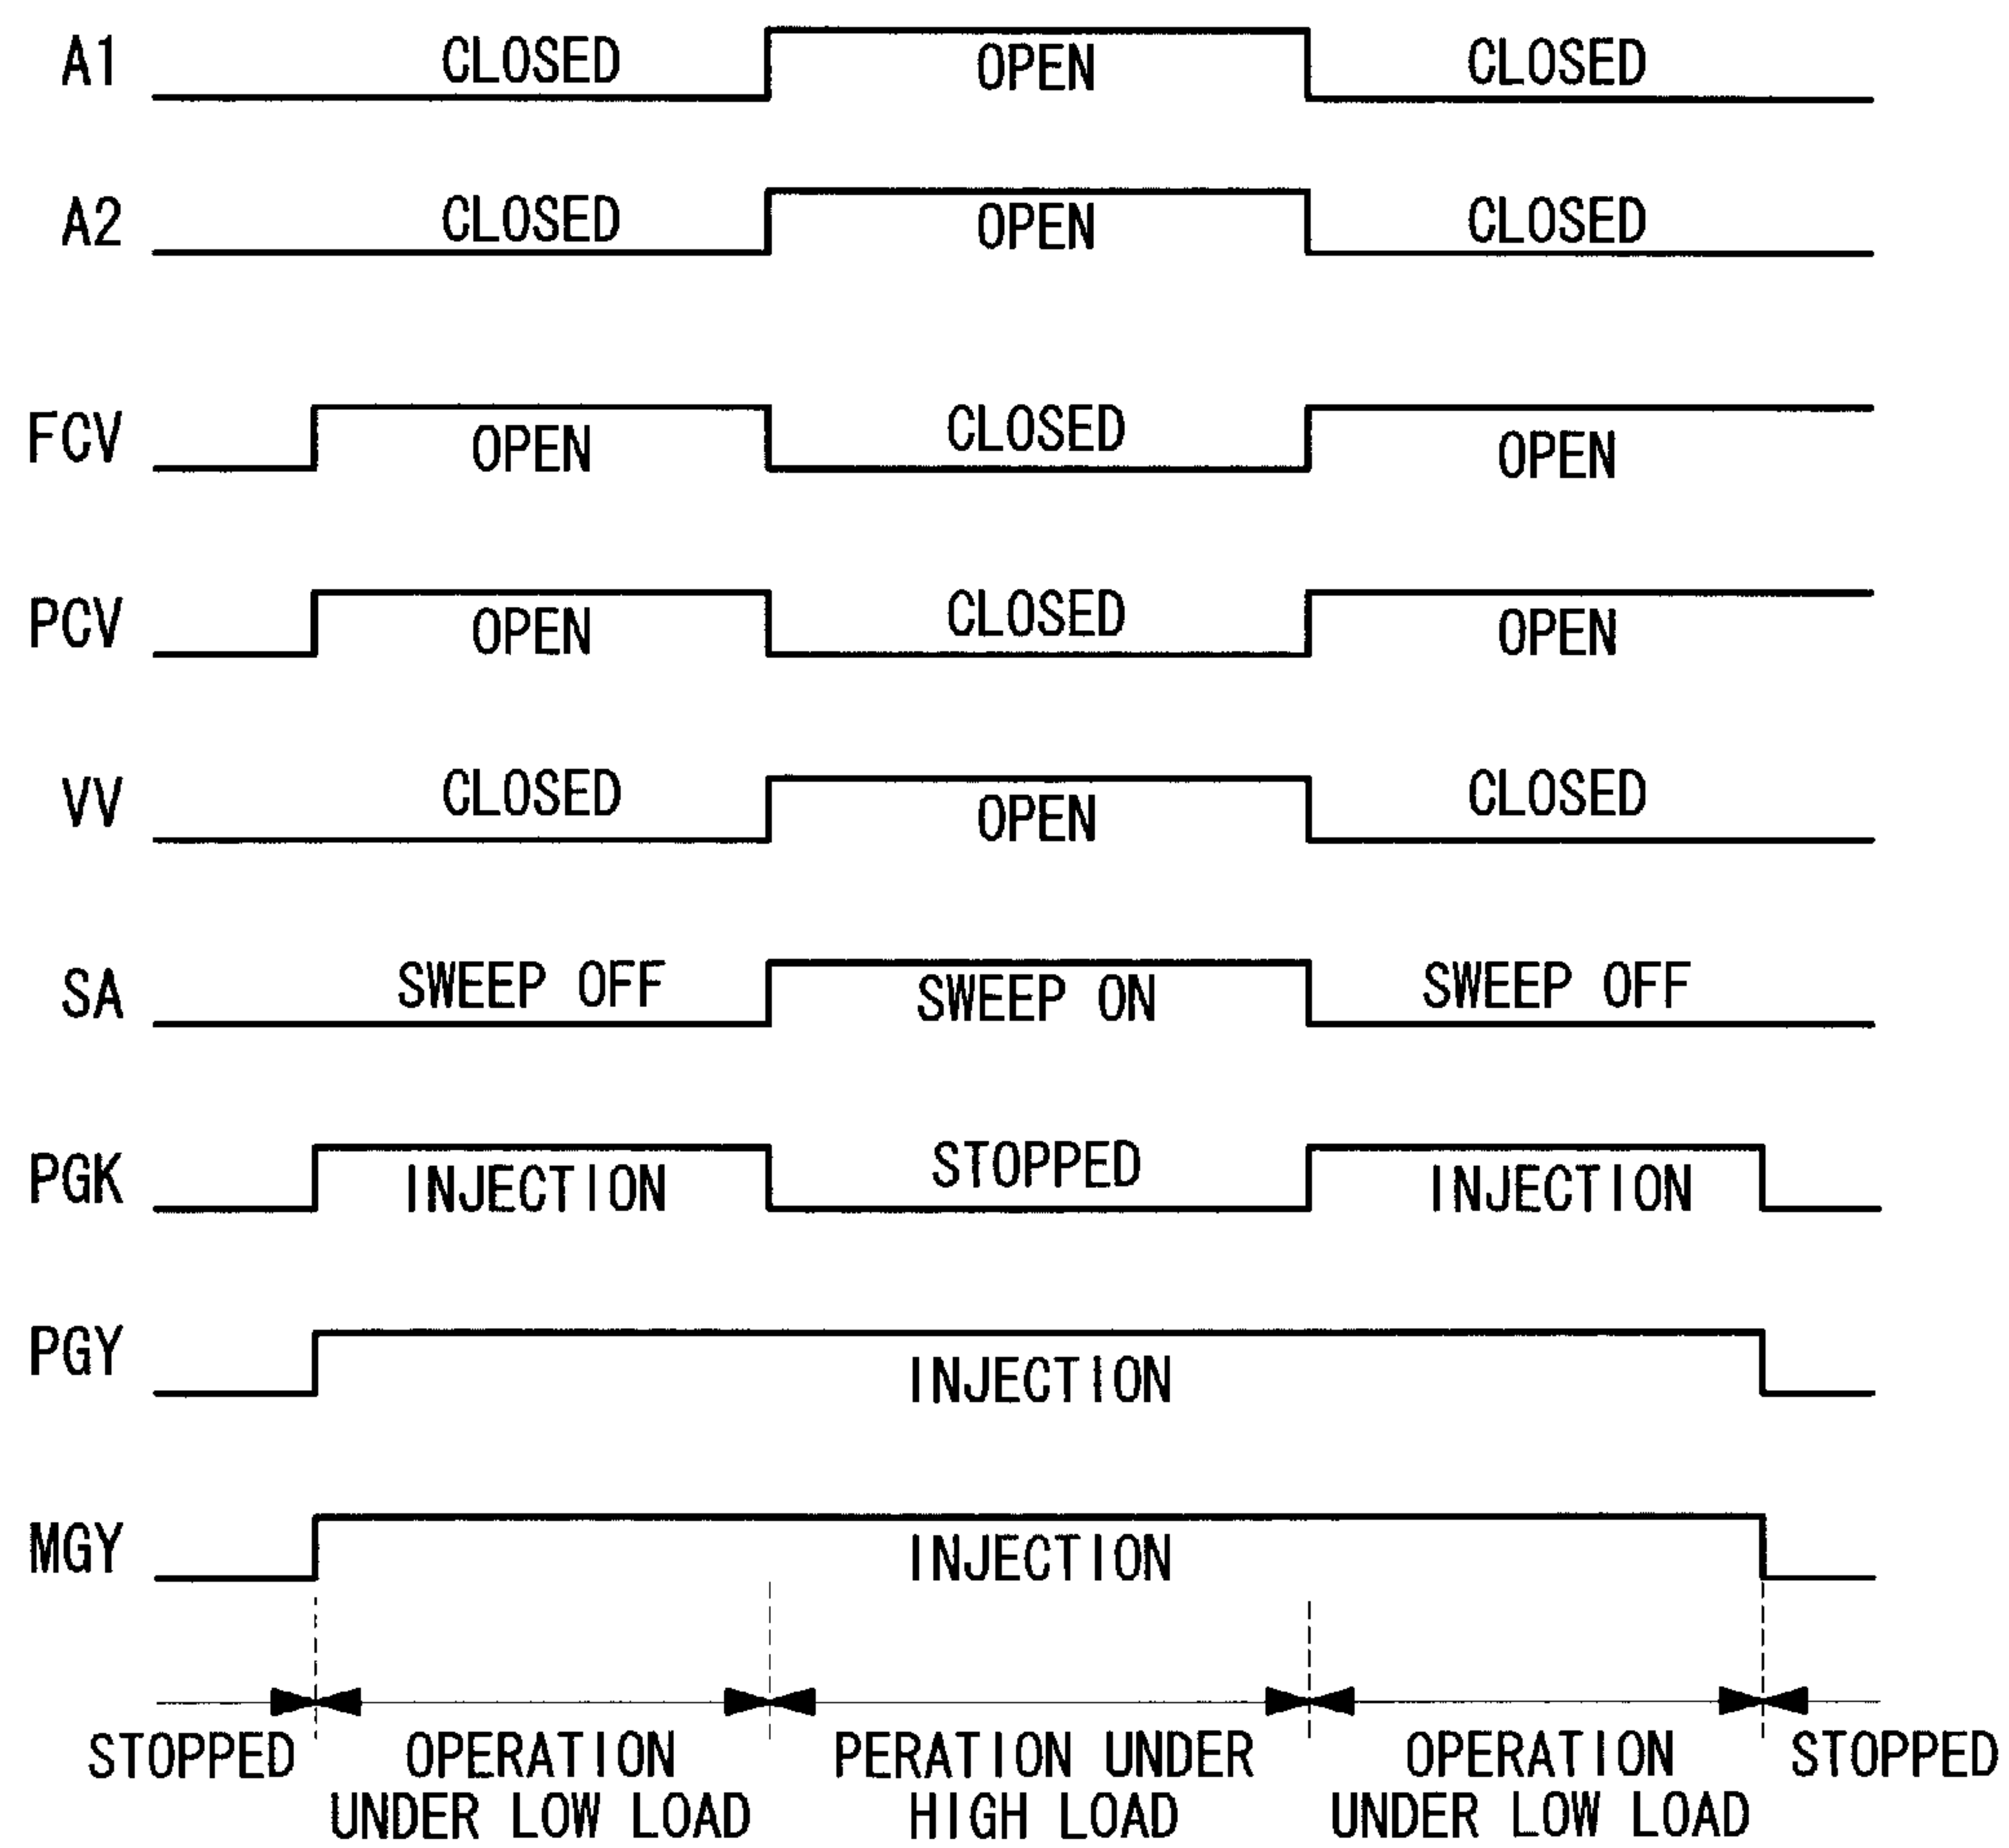 A1 CLOSED OPEN CLOSED
A2 CLOSED OPEN CLOSED
FCV OPEN CLOSED OPEN
PCV OPEN CLOSED OPEN
VV CLOSED OPEN CLOSED
SA SWEEP OFF SWEEP ON SWEEP OFF
PGK INJECTION STOPPED INJECTION
PGY INJECTION
MGY INJECTION
STOPPED OPERATION PERATION UNDER OPERATION STOPPED
UNDER LOW LOAD HIGH LOAD UNDER LOW LOAD